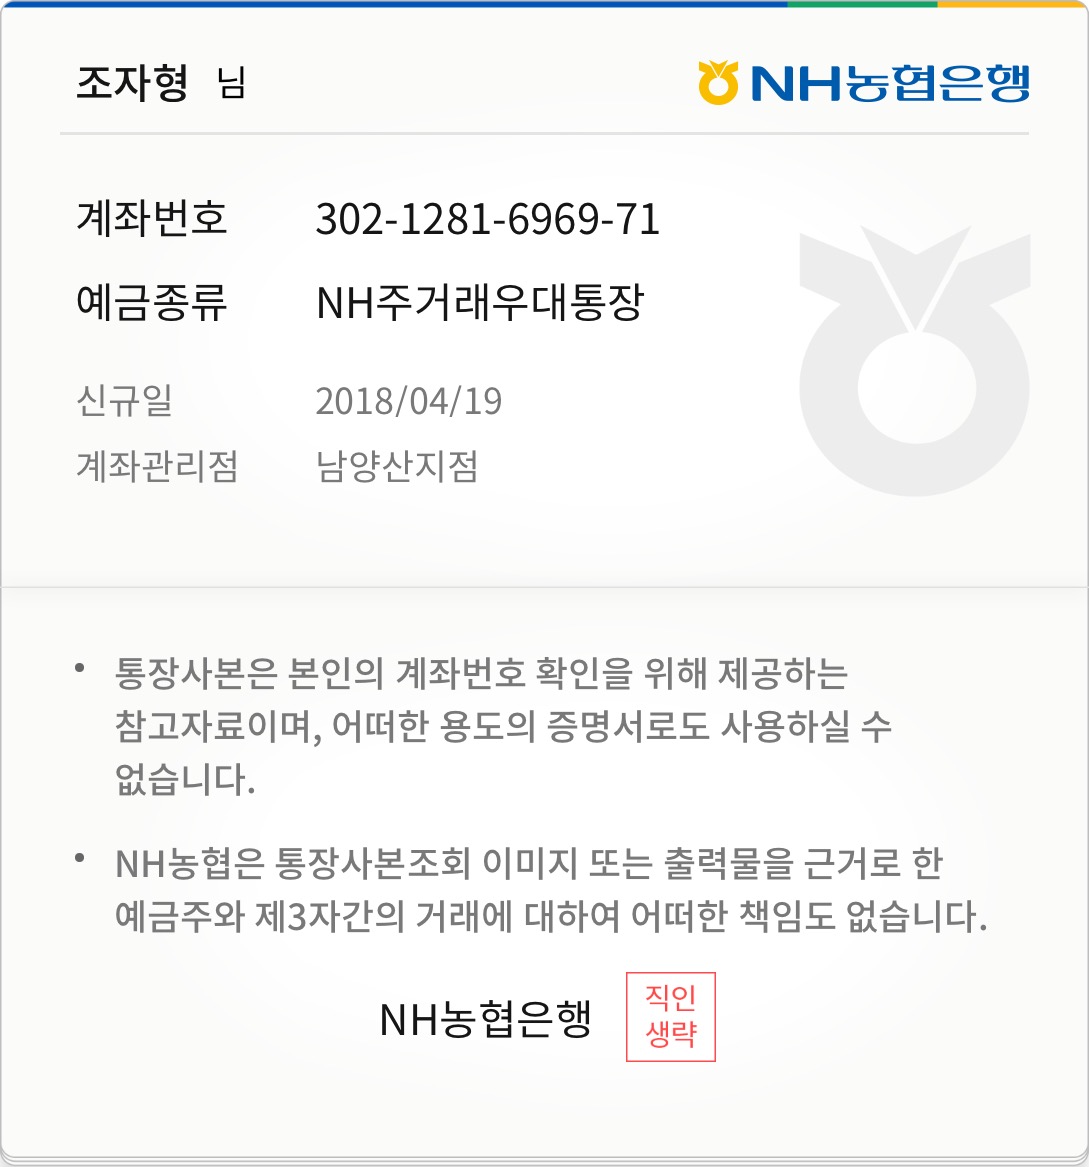 조자형 님
NH농협은행
계좌번호 302-1281-6969-71
예금종류 NH주거래우대통장
신규일 2018/04/19
계좌관리점 남양산지점
• 통장사본은 본인의 계좌번호 확인을 위해 제공하는
참고자료이며, 어떠한 용도의 증명서로도 사용하실 수
없습니다.
• NH농협은 통장사본조회 이미지 또는 출력물을 근거로 한
예금주와 제3자간의 거래에 대하여 어떠한 책임도 없습니다.
NH농협은행
직인
생략